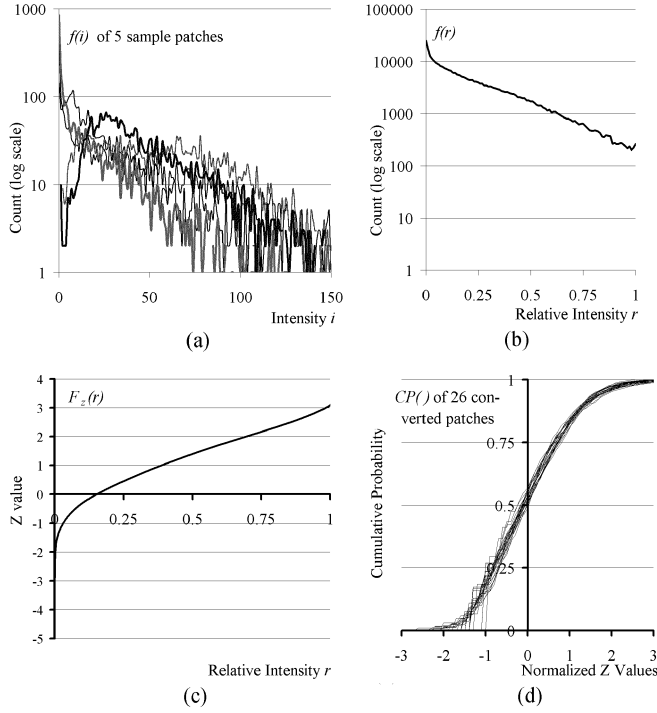 1000
f(i) of 5 sample patches
100
10
1
Count (log scale)
0 50 100 150
Intensity i
(a)
100000
f(r)
10000
1000
100
10
1
Count (log scale)
0 0.25 0.5 0.75 1
Relative Intensity r
(b)
4
F z (r)
3
2
1
0
-1
-2
-3
-4
-5
Z value
0 0.25 0.5 0.75 1
Relative Intensity r
(c)
CP( ) of 26 con-
verted patches
1
0.75
0.5
0.25
0
Cumulative Probability
-3 -2 -1 0 1 2 3
Normalized Z Values
(d)